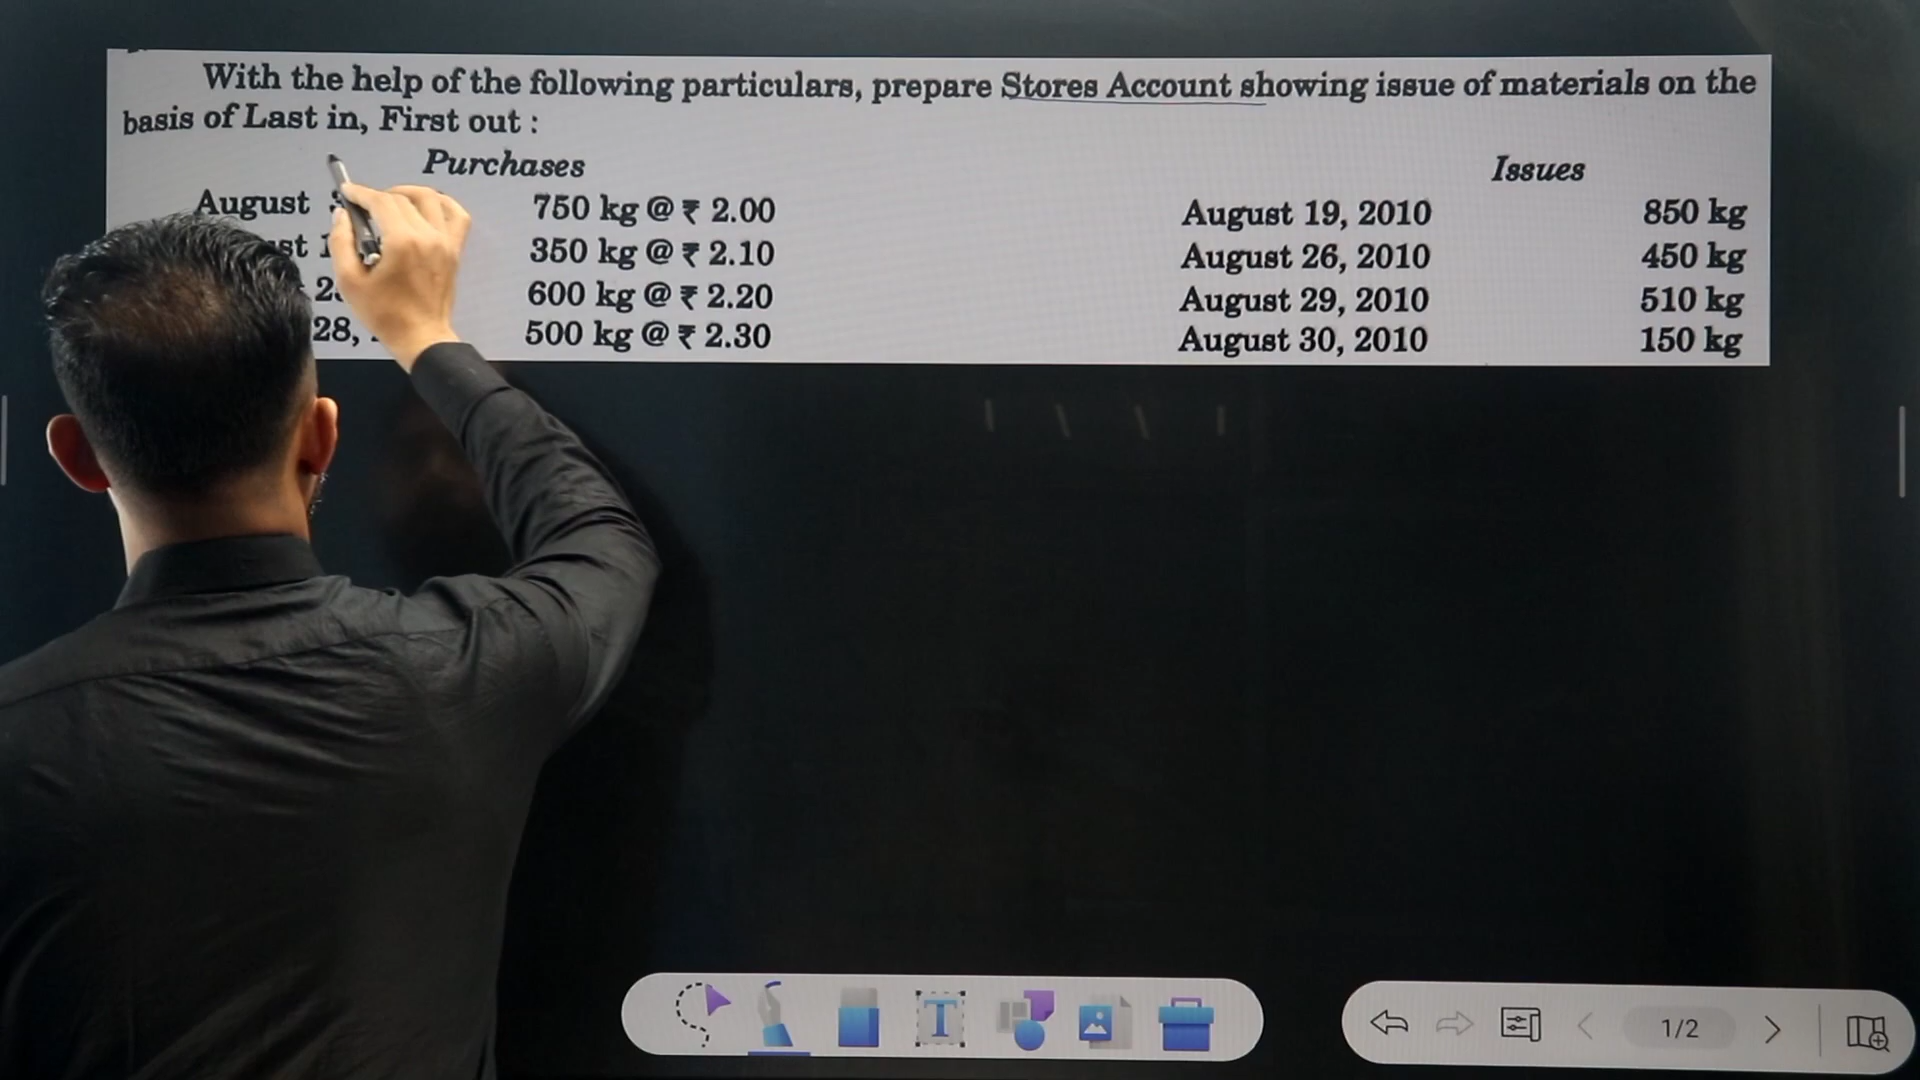 With the help of the following particulars, prepare Stores Account showing issue of materials on the
basis of Last in, First out :
Purchases
Issues
August 750 kg @ ₹ 2.00 August 19, 2010 850 kg
350 kg @ ₹ 2.10 August 26, 2010 450 kg
600 kg @ ₹ 2.20 August 29, 2010 510 kg
28, 500 kg @ ₹ 2.30 August 30, 2010 150 kg
T
1/2